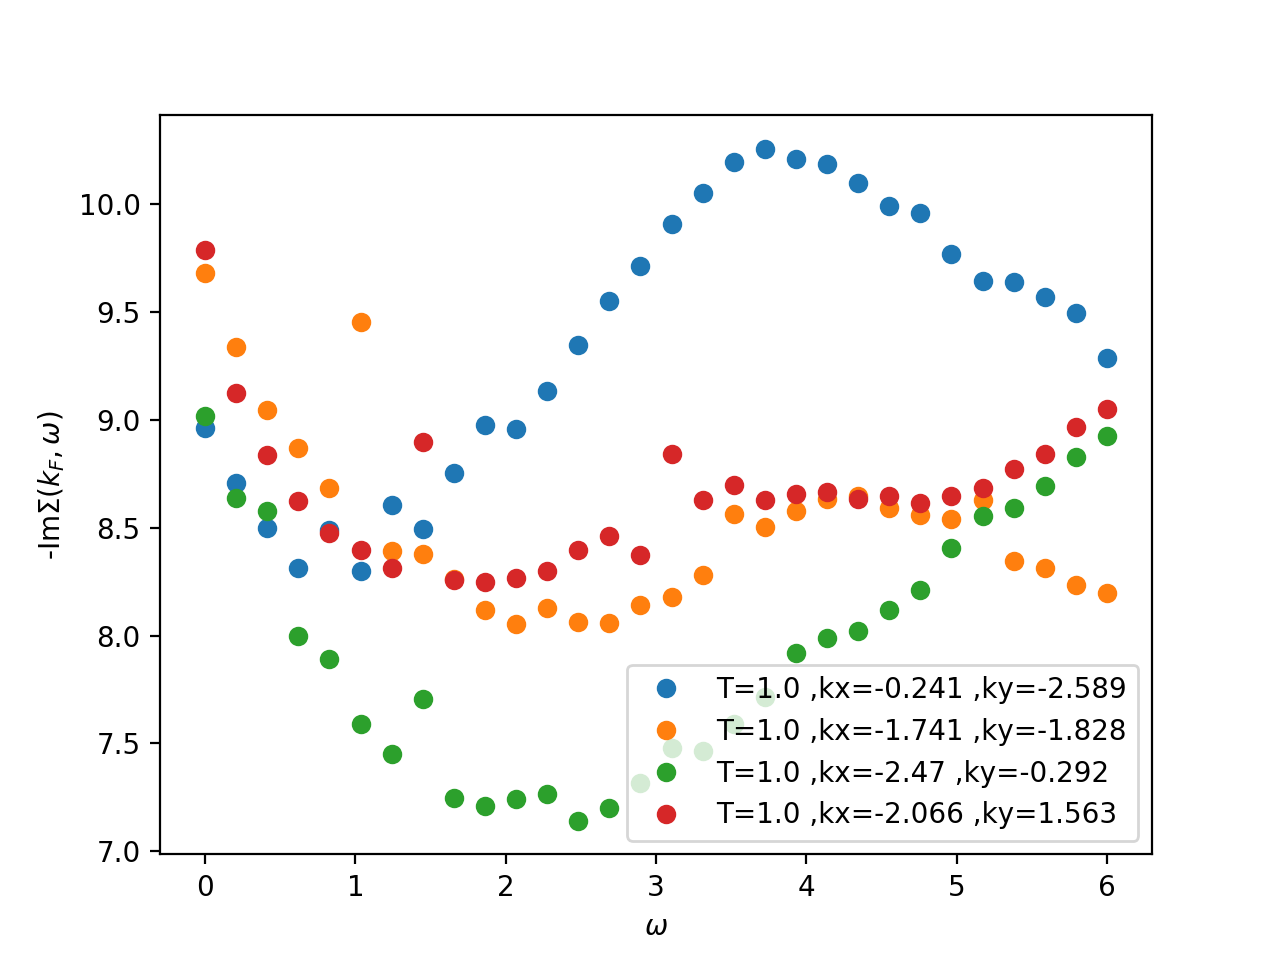 10.0
9.5
9.0
8.5
8.0
7.5
7.0
-ImΣ(k_F, ω)
0 1 2 3 4 5 6
ω
T=1.0 ,kx=-0.241 ,ky=-2.589
T=1.0 ,kx=-1.741 ,ky=-1.828
T=1.0 ,kx=-2.47 ,ky=-0.292
T=1.0 ,kx=-2.066 ,ky=1.563